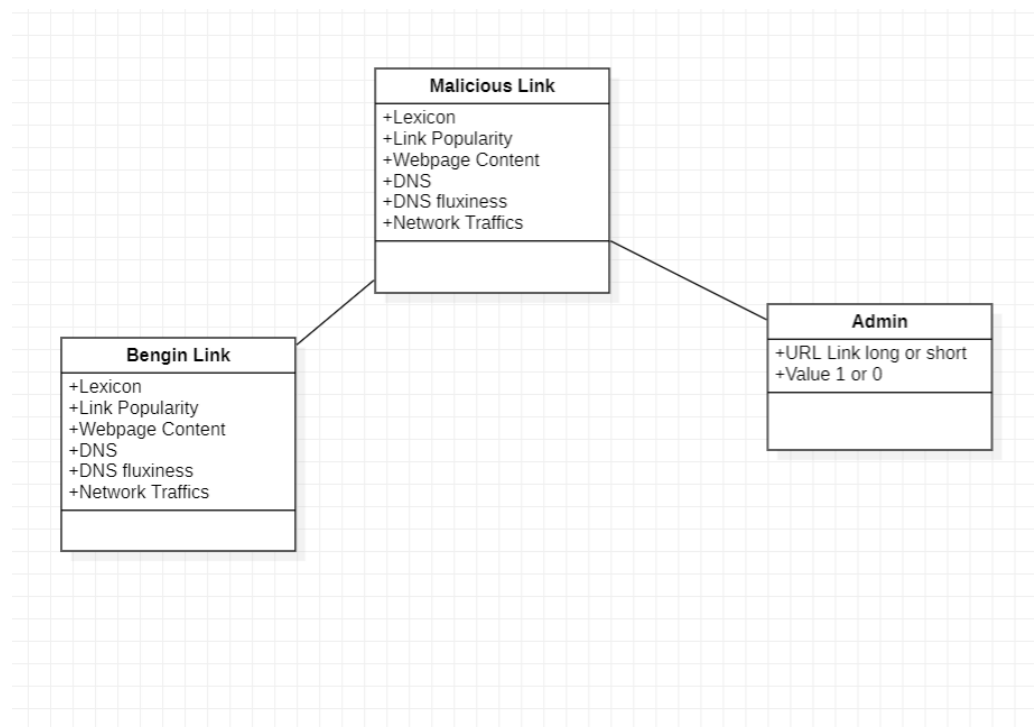 Malicious Link
+Lexicon
+Link Popularity
+Webpage Content
+DNS
+DNS fluxiness
+Network Traffics
Bengin Link
+Lexicon
+Link Popularity
+Webpage Content
+DNS
+DNS fluxiness
+Network Traffics
Admin
+URL Link long or short
+Value 1 or 0